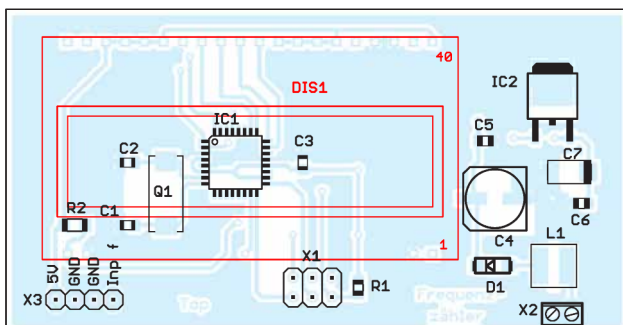 40
DIS1
IC2
IC1
C5
C2
C3
C7
Q1
R2
C1
C6
C4
L1
1
5V
GND
GND
Inp f
X1
X3
R1
D1
X2
Top
Frequenz-
zähler